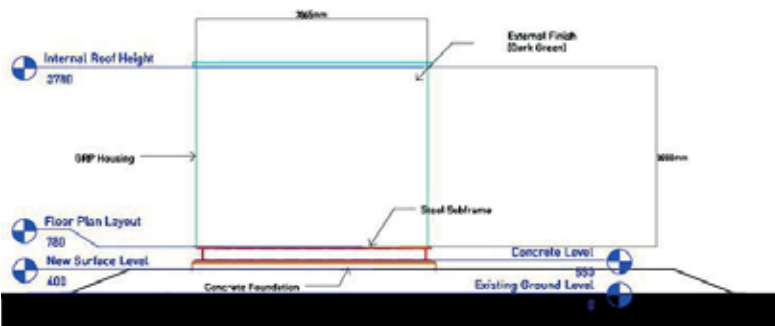 External Finish
(Dark Green)
Internal Roof Height
3780
GRP Housing
Steel Subframe
Floor Plan Layout
780
Concrete Level
550
New Surface Level
400
Concrete Foundation
Existing Ground Level
0